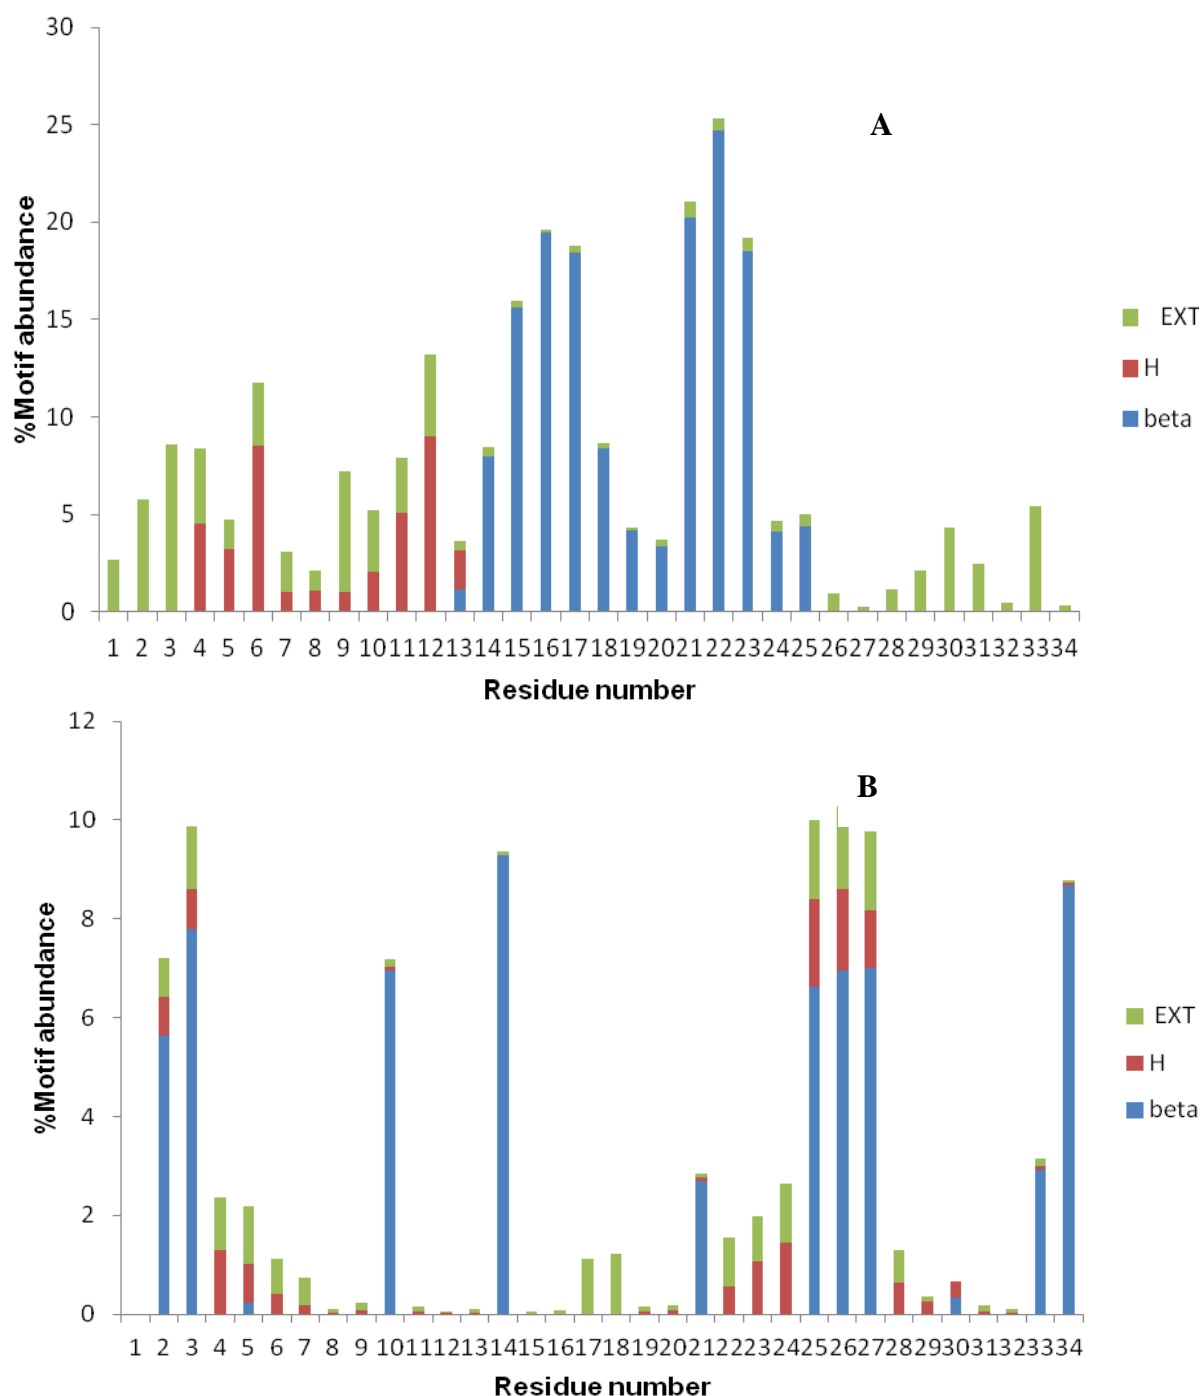 30
25
A
20
15
10
5
0
%Motif abundance
EXT
H
beta
1 2 3 4 5 6 7 8 9 10 11 12 13 14 15 16 17 18 19 20 21 22 23 24 25 26 27 28 29 30 31 32 33 34
Residue number
12
B
10
8
6
4
2
0
%Motif abundance
EXT
H
beta
1 2 3 4 5 6 7 8 9 10 11 12 13 14 15 16 17 18 19 20 21 22 23 24 25 26 27 28 29 30 31 32 33 34
Residue number